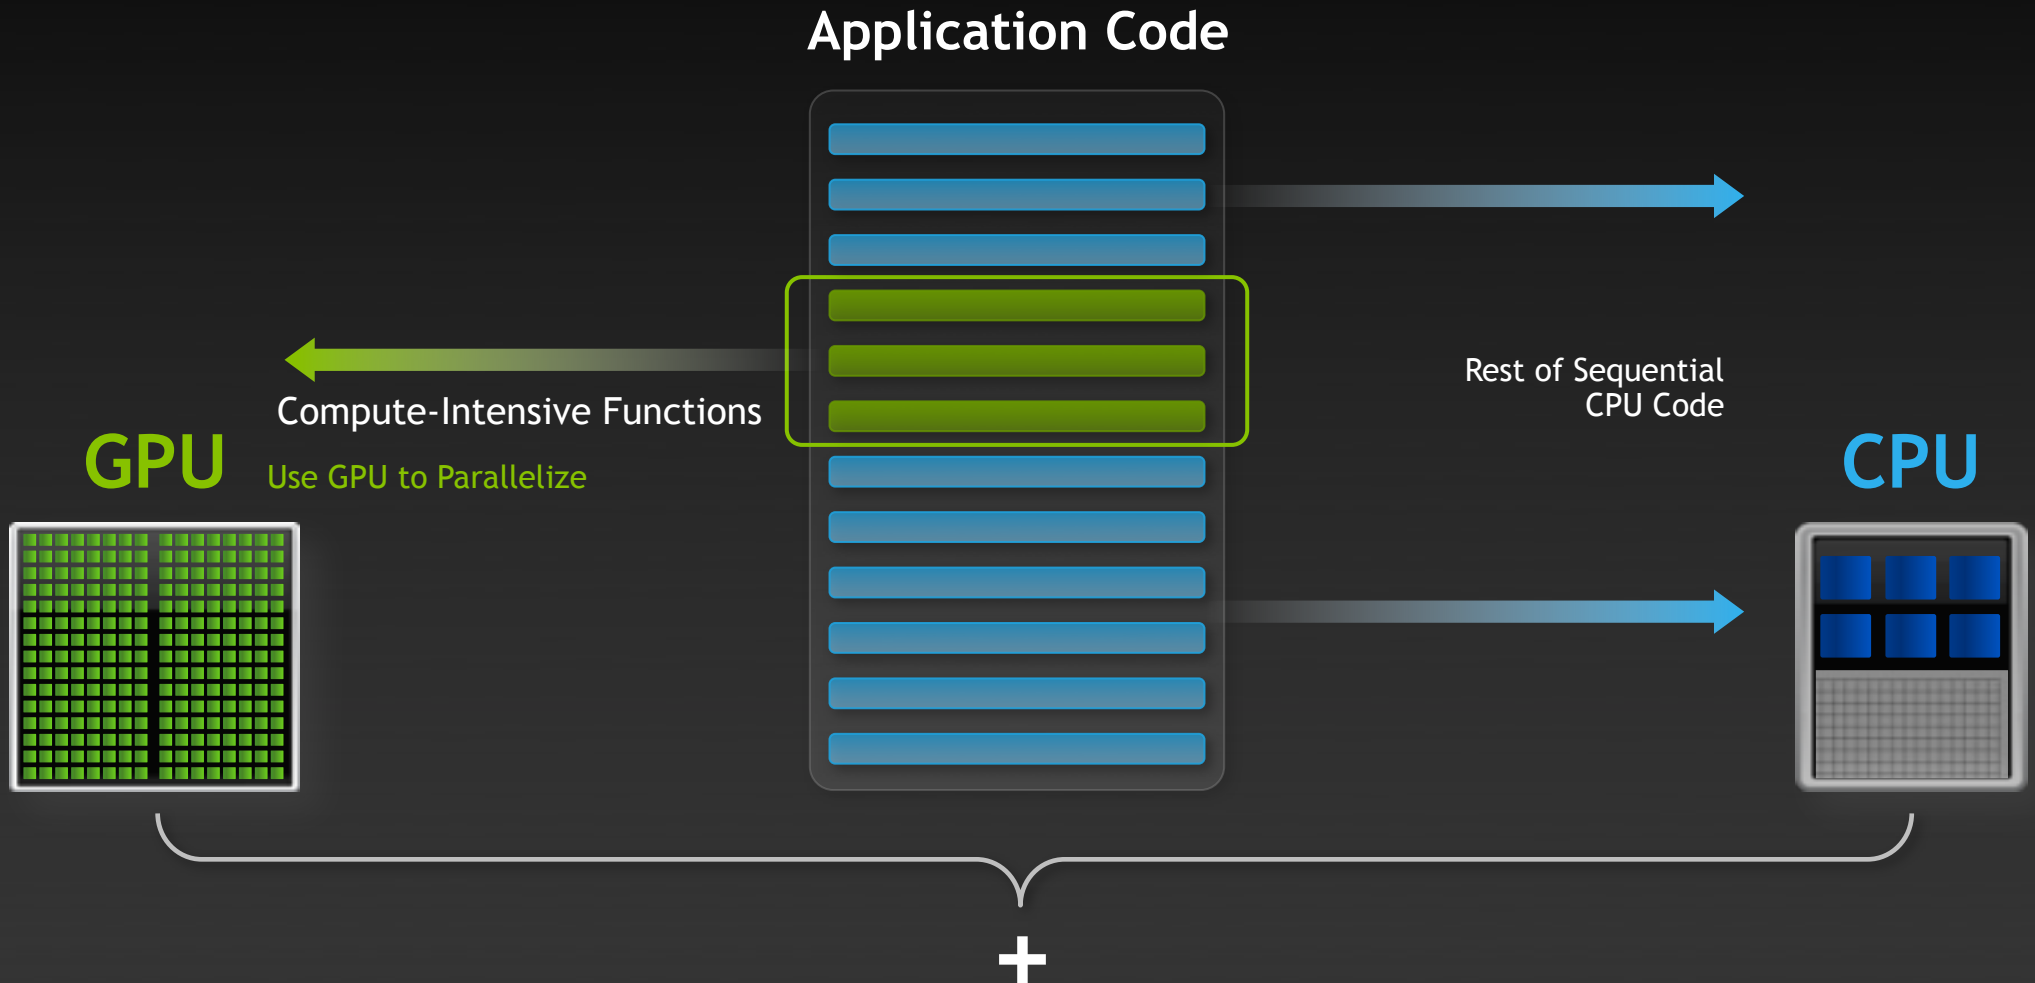 Application Code
Compute-Intensive Functions
GPU
Use GPU to Parallelize
Rest of Sequential
CPU Code
CPU
+